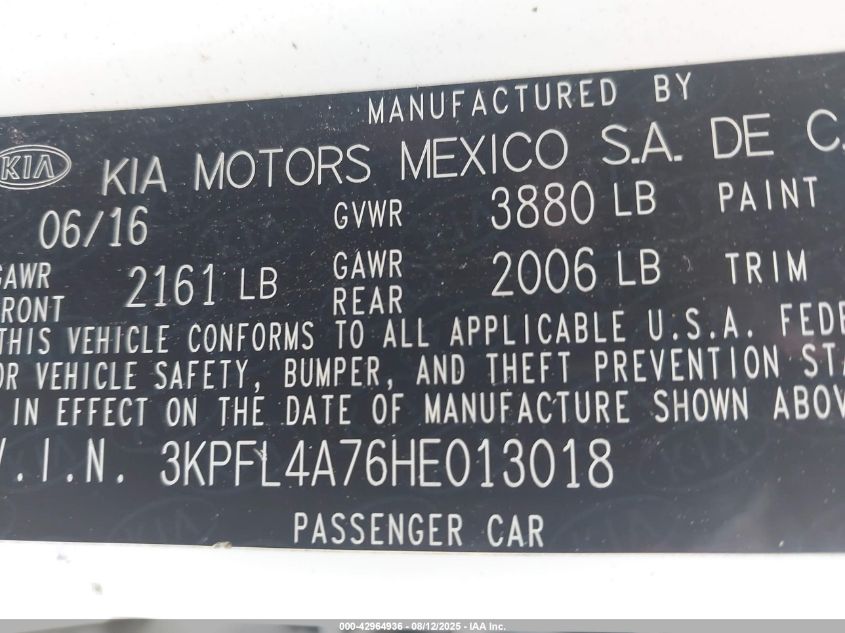 MANUFACTURED BY
KIA KIA MOTORS MEXICO S.A. DE C.
06/16 GVWR 3880 LB PAINT
GAWR FRONT 2161 LB GAWR REAR 2006 LB TRIM
THIS VEHICLE CONFORMS TO ALL APPLICABLE U.S.A. FEDE
OR VEHICLE SAFETY, BUMPER, AND THEFT PREVENTION STA
IN EFFECT ON THE DATE OF MANUFACTURE SHOWN ABOV
V.I.N. 3KPFL4A76HE013018
PASSENGER CAR
000-42964936 - 08/12/2025 - IAA Inc.